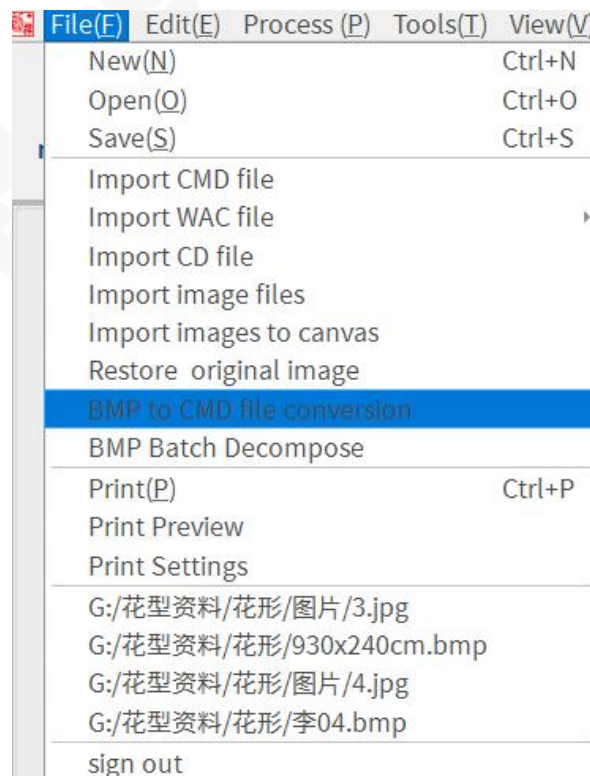 File(F) Edit(E) Process (P) Tools(T) View(V)
New(N) Ctrl+N
Open(O) Ctrl+O
Save(S) Ctrl+S
Import CMD file
Import WAC file
Import CD file
Import image files
Import images to canvas
Restore original image
BMP to CMD file conversion
BMP Batch Decompose
Print(P) Ctrl+P
Print Preview
Print Settings
G:/花型资料/花形/图片/3.jpg
G:/花型资料/花形/930x240cm.bmp
G:/花型资料/花形/图片/4.jpg
G:/花型资料/花形/李04.bmp
sign out